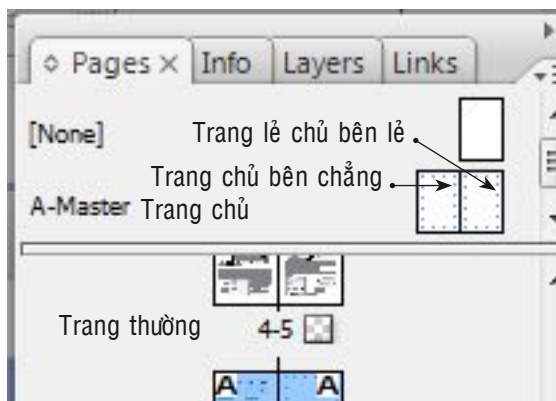 Pages × Info Layers Links
[None] Trang lẻ chủ bên lẻ
Trang chủ bên chẳng
A-Master Trang chủ
Trang thường 4-5
A A